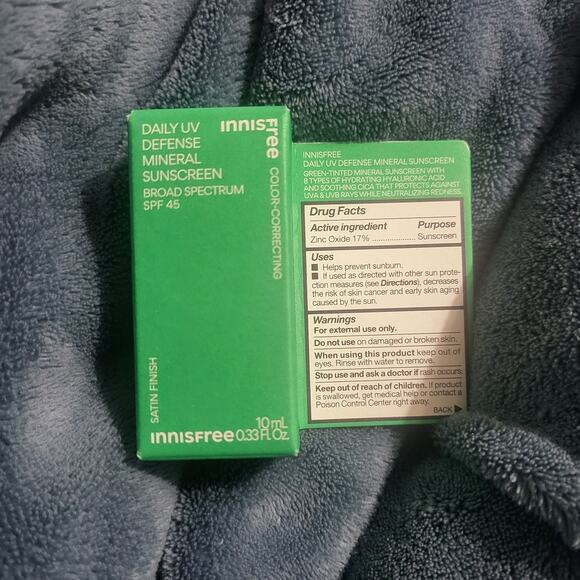 DAILY UV
DEFENSE
MINERAL
SUNSCREEN
BROAD SPECTRUM
SPF 45
innisfree
COLOR-CORRECTING
SATIN FINISH
10 mL
innisfree 0.33 Fl. Oz.
INNISFREE
DAILY UV DEFENSE MINERAL SUNSCREEN
GREEN-TINTED MINERAL SUNSCREEN WITH
8 TYPES OF HYDRATING HYALURONIC ACID
AND SOOTHING CICA THAT PROTECTS AGAINST
UVA & UVB RAYS WHILE NEUTRALIZING REDNESS.
Drug Facts
Active ingredient Purpose
Zinc Oxide 17% ..................... Sunscreen
Uses
■ Helps prevent sunburn.
■ If used as directed with other sun prote-
ction measures (see Directions), decreases
the risk of skin cancer and early skin aging
caused by the sun.
Warnings
For external use only.
Do not use on damaged or broken skin.
When using this product keep out of
eyes. Rinse with water to remove.
Stop use and ask a doctor if rash occurs.
Keep out of reach of children. If product
is swallowed, get medical help or contact a
Poison Control Center right away.
BACK ▶